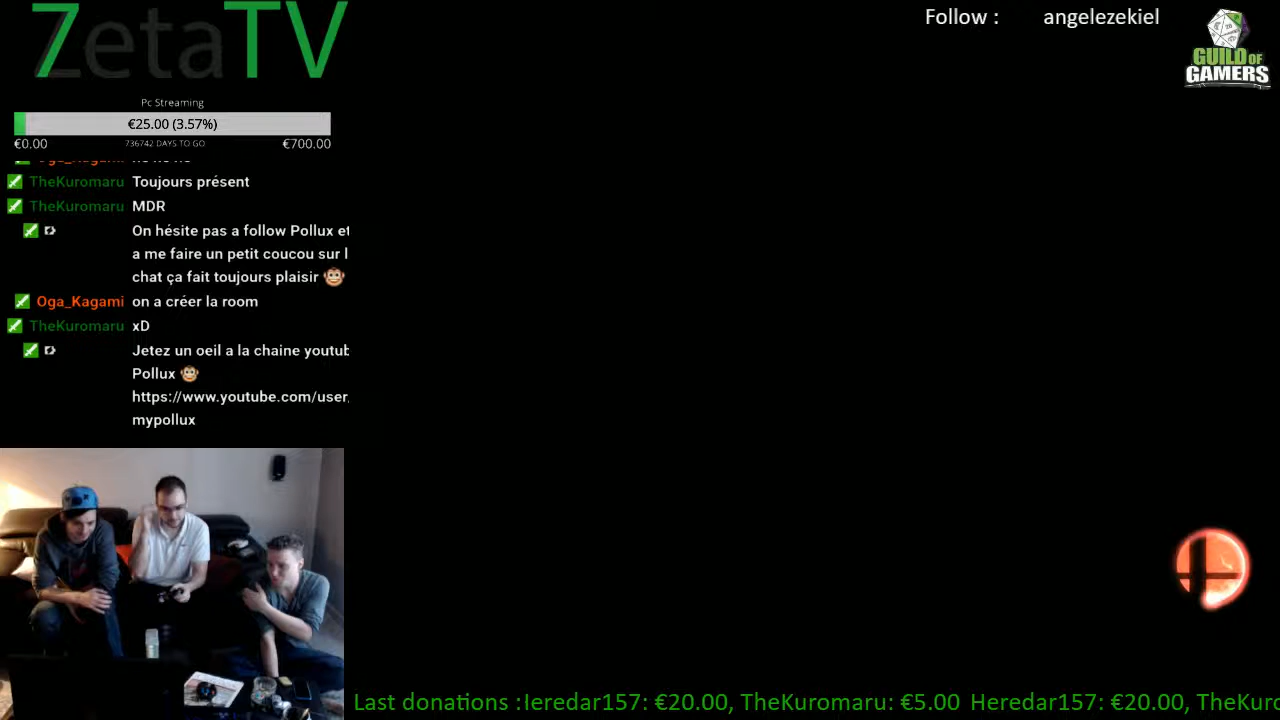 ZetaTV
Follow : angelezekiel
GUILD OF
GAMERS
Pc Streaming
€25.00 (3.57%)
€0.00 736742 DAYS TO GO €700.00
TheKuromaru Toujours présent
TheKuromaru MDR
On hésite pas a follow Pollux et
a me faire un petit coucou sur l
chat ça fait toujours plaisir
Oga_Kagami on a créer la room
TheKuromaru xD
Jetez un oeil a la chaine youtub
Pollux
https://www.youtube.com/user/
mypollux
Last donations :Ieredar157: €20.00, TheKuromaru: €5.00 Heredar157: €20.00, TheKuro